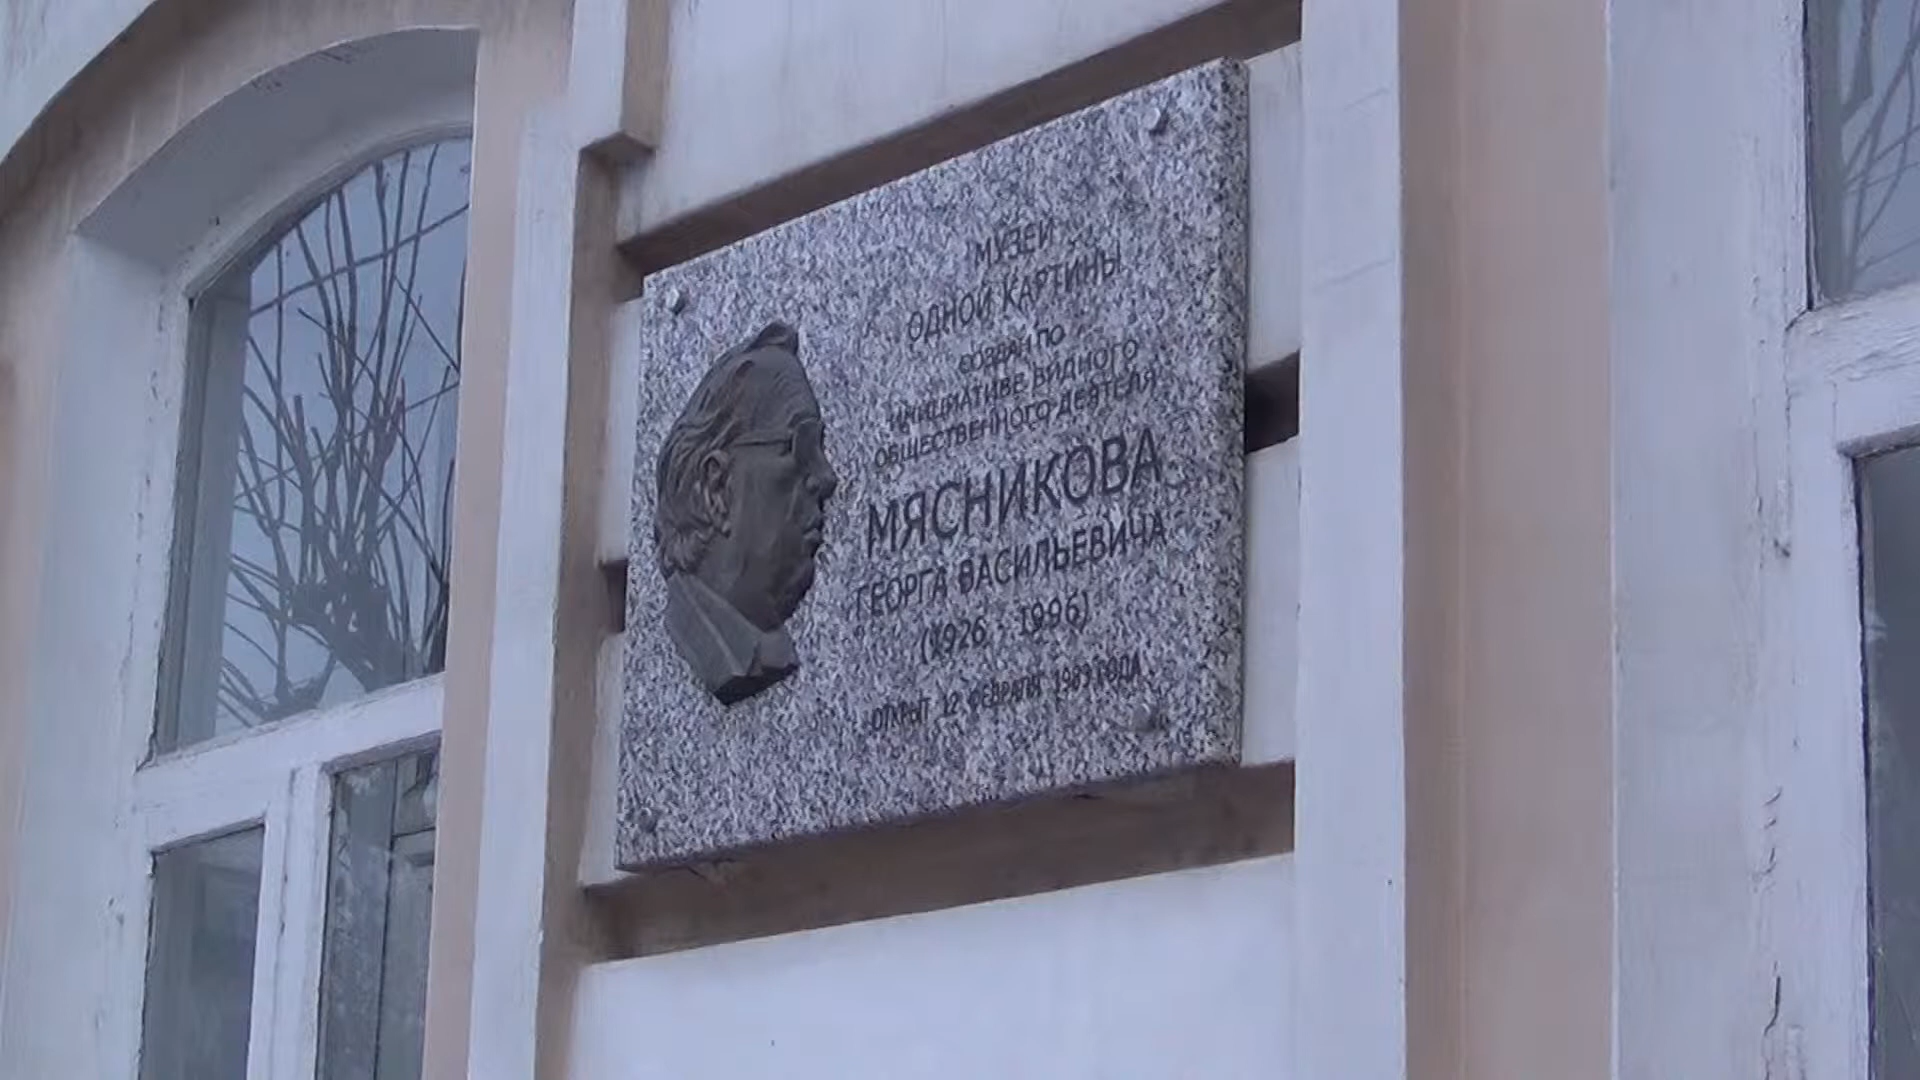 МУЗЕЙ
ОДНОЙ КАРТИНЫ
СОЗДАН ПО
ИНИЦИАТИВЕ ВИДНОГО
ОБЩЕСТВЕННОГО ДЕЯТЕЛЯ
МЯСНИКОВА
ГЕОРГА ВАСИЛЬЕВИЧА
(1926 - 1996)
ОТКРЫТ 12 ФЕВРАЛЯ 1983 ГОДА